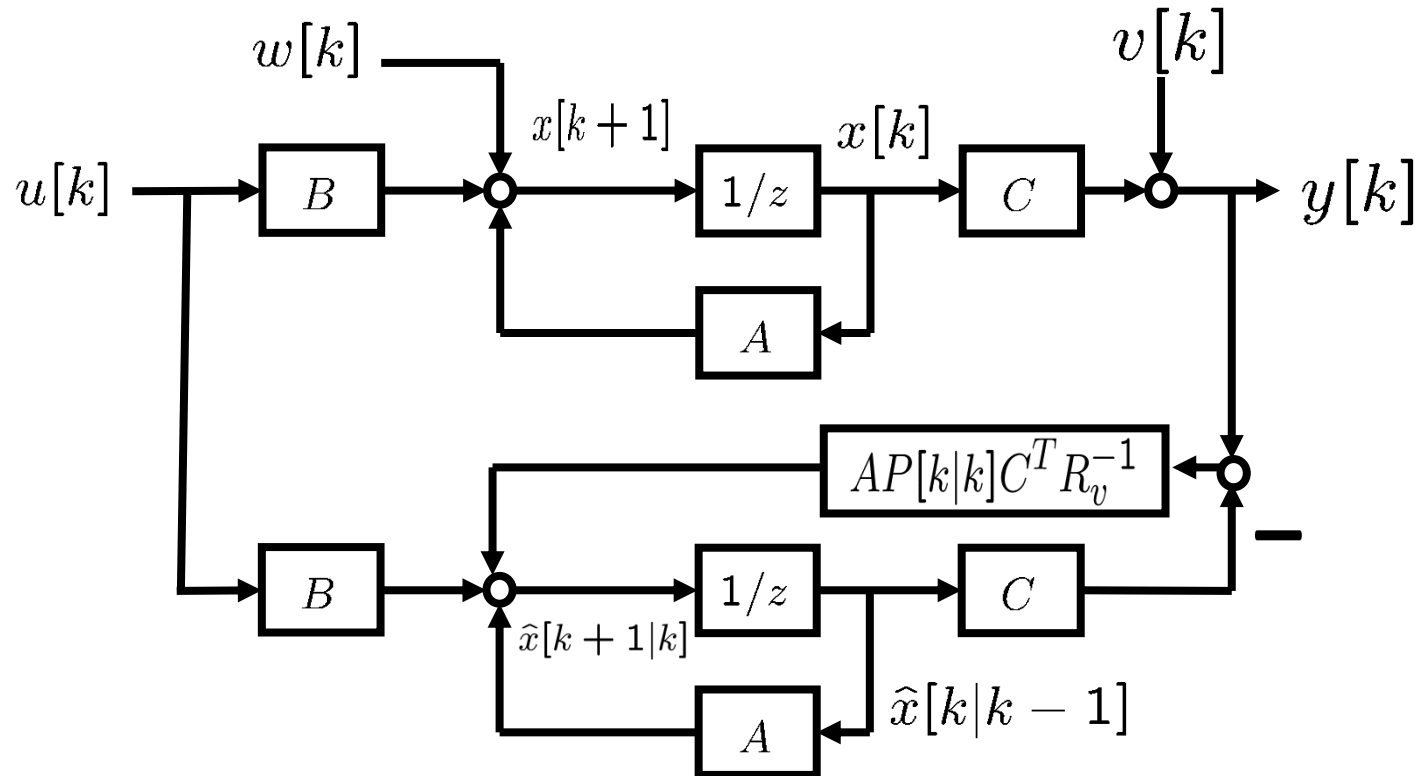 w[k]
v[k]
x[k + 1]
x[k]
u[k]
B
1/z
C
y[k]
A
AP[k|k]C^T R_v^{-1}
−
B
1/z
C
x̂[k + 1|k]
A
x̂[k|k − 1]